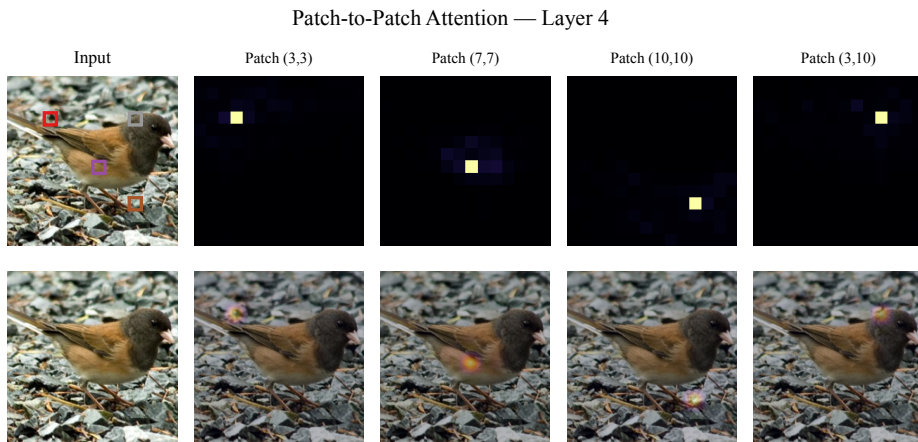 Patch-to-Patch Attention — Layer 4
Input
Patch (3,3)
Patch (7,7)
Patch (10,10)
Patch (3,10)